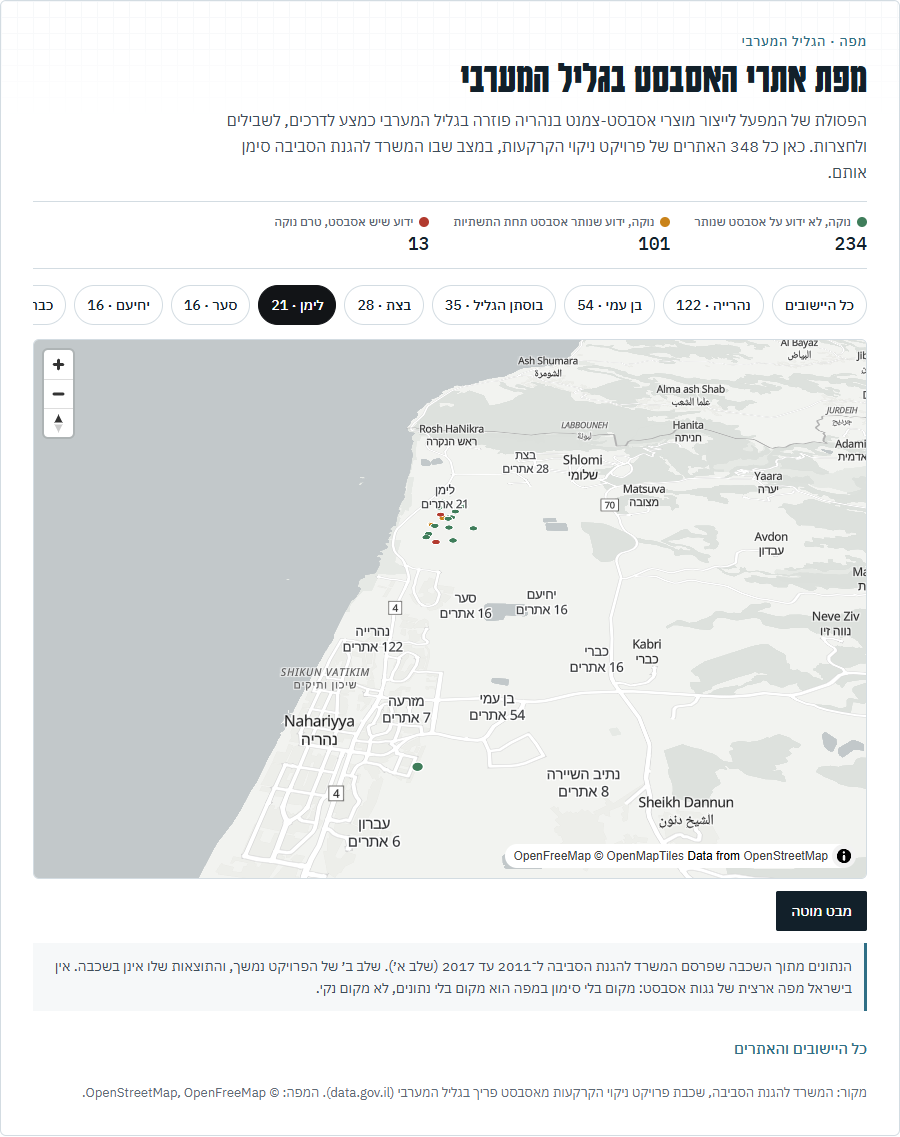 מפה · הגליל המערבי
מפת אתרי האסבסט בגליל המערבי
הפסולת של המפעל לייצור מוצרי אסבסט-צמנט בנהריה פוזרה בגליל המערבי כמצע לדרכים, לשבילים
ולחצרות. כאן כל 348 האתרים של פרויקט ניקוי הקרקעות, במצב שבו המשרד להגנת הסביבה סימן
אותם.
נוקה, לא ידוע על אסבסט שנותר
234
נוקה, ידוע שנותר אסבסט תחת התשתיות
101
ידוע שיש אסבסט, טרם נוקה
13
כל היישובים
נהרייה · 122
בן עמי · 54
בוסתן הגליל · 35
בצת · 28
לימן · 21
סער · 16
יחיעם · 16
כבר
Al Bayaz
البياض
Ash Shumara
الشومرة
Jib
Alma ash Shab
علما الشعب
JURDEIH
جورديح
LABBOUNEH
لبونة
Hanita
חניתה
Rosh HaNikra
ראש הנקרה
Adami
אדמית
בצת
28 אתרים
Shlomi
שלומי
Yaara
יערה
לימן
21 אתרים
Matsuva
מצובה
70
Avdon
עבדון
Ma
סער
16 אתרים
יחיעם
16 אתרים
4
Neve Ziv
נווה זיו
נהרייה
122 אתרים
כברי
16 אתרים
Kabri
כברי
SHIKUN VATIKIM
שיכון ותיקים
מזרעה
7 אתרים
בן עמי
54 אתרים
Nahariyya
נהריה
נתיב השיירה
8 אתרים
4
Sheikh Dannun
الشيخ دنون
עברון
6 אתרים
OpenFreeMap © OpenMapTiles Data from OpenStreetMap
מבט מוטה
הנתונים מתוך השכבה שפרסם המשרד להגנת הסביבה ל־2011 עד 2017 (שלב א׳). שלב ב׳ של הפרויקט נמשך, והתוצאות שלו אינן בשכבה. אין
בישראל מפה ארצית של גגות אסבסט: מקום בלי סימון במפה הוא מקום בלי נתונים, לא מקום נקי.
כל היישובים והאתרים
מקור: המשרד להגנת הסביבה, שכבת פרויקט ניקוי הקרקעות מאסבסט פריך בגליל המערבי (data.gov.il). המפה: © OpenStreetMap, OpenFreeMap.